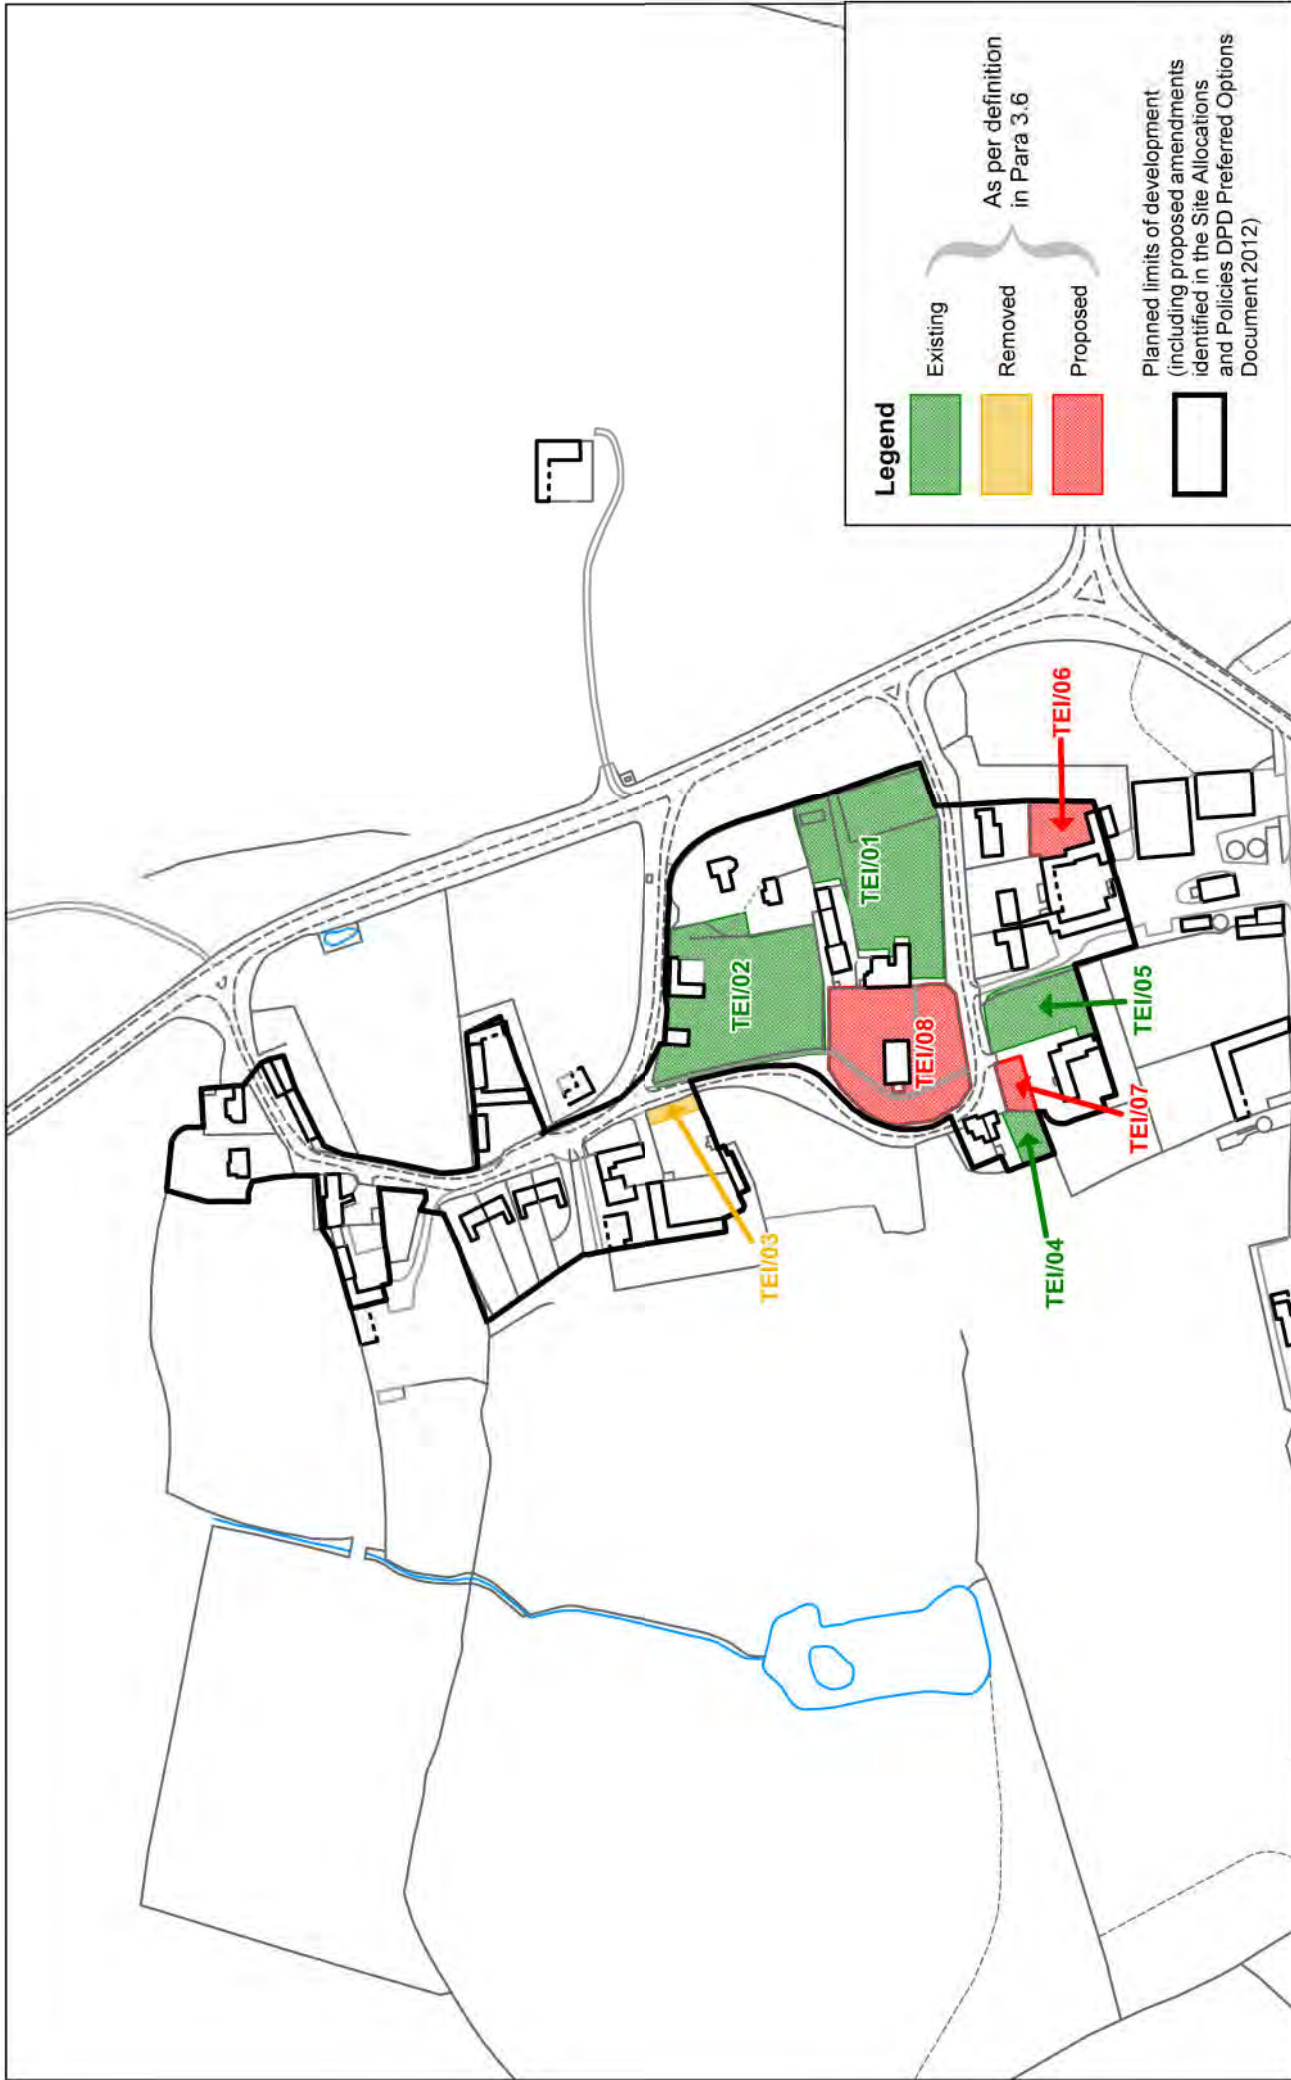 TEI/01
TEI/02
TEI/03
TEI/04
TEI/05
TEI/06
TEI/07
TEI/08
Legend
Existing
Removed
Proposed
As per definition
in Para 3.6
Planned limits of development
(including proposed amendments
identified in the Site Allocations
and Policies DPD Preferred Options
Document 2012)